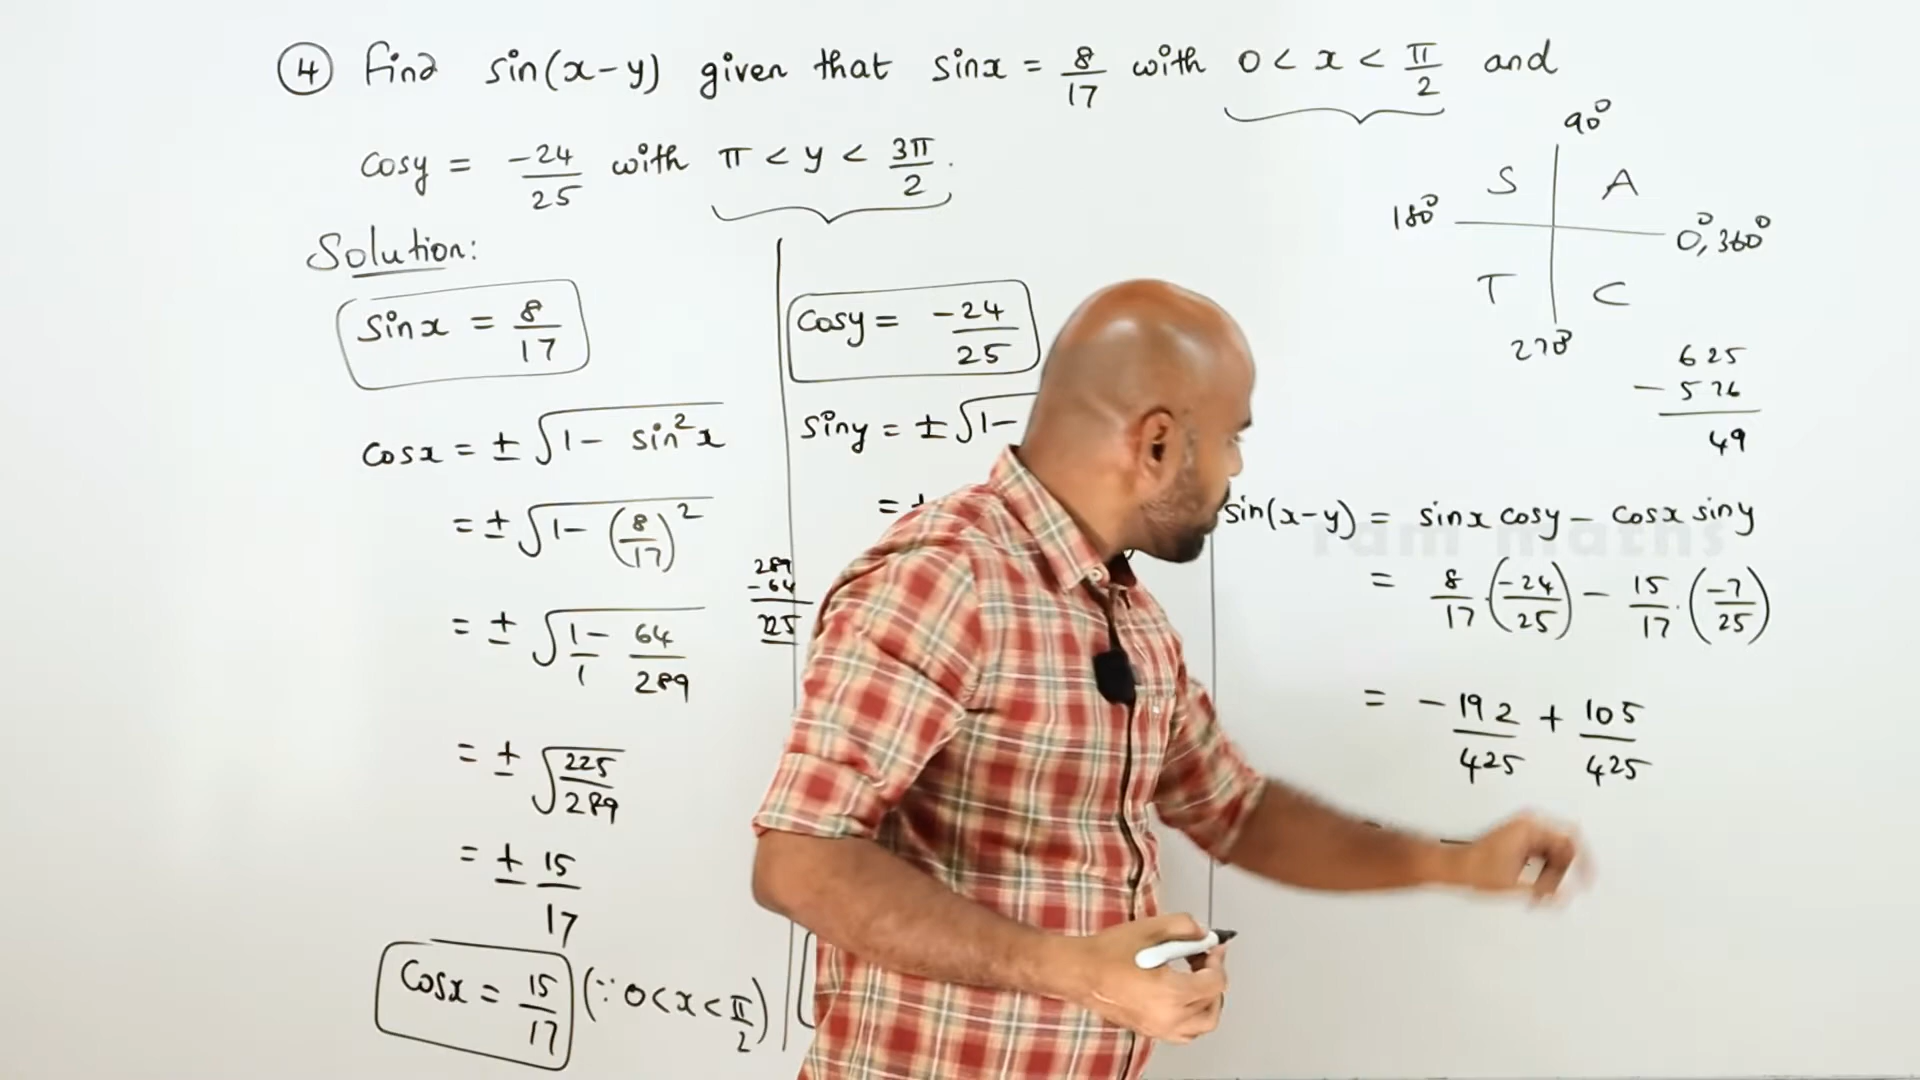 4 Find sin(x-y) given that sinx = 8/17 with 0 < x < π/2 and
cosy = -24/25 with π < y < 3π/2.
Solution:
sinx = 8/17
cosx = ± √(1 - sin²x)
= ± √(1 - (8/17)²)
= ± √(1/1 - 64/289)
289
- 64
225
= ± √(225/289)
= ± 15/17
cosx = 15/17 (∵ 0 < x < π/2)
cosy = -24/25
siny = ± √1-
=
90°
S A
180° 0°, 360°
T C
270°
625
- 576
49
sin(x-y) = sinx cosy - cosx siny
= 8/17 · (-24/25) - 15/17 · (-7/25)
= - 192/425 + 105/425